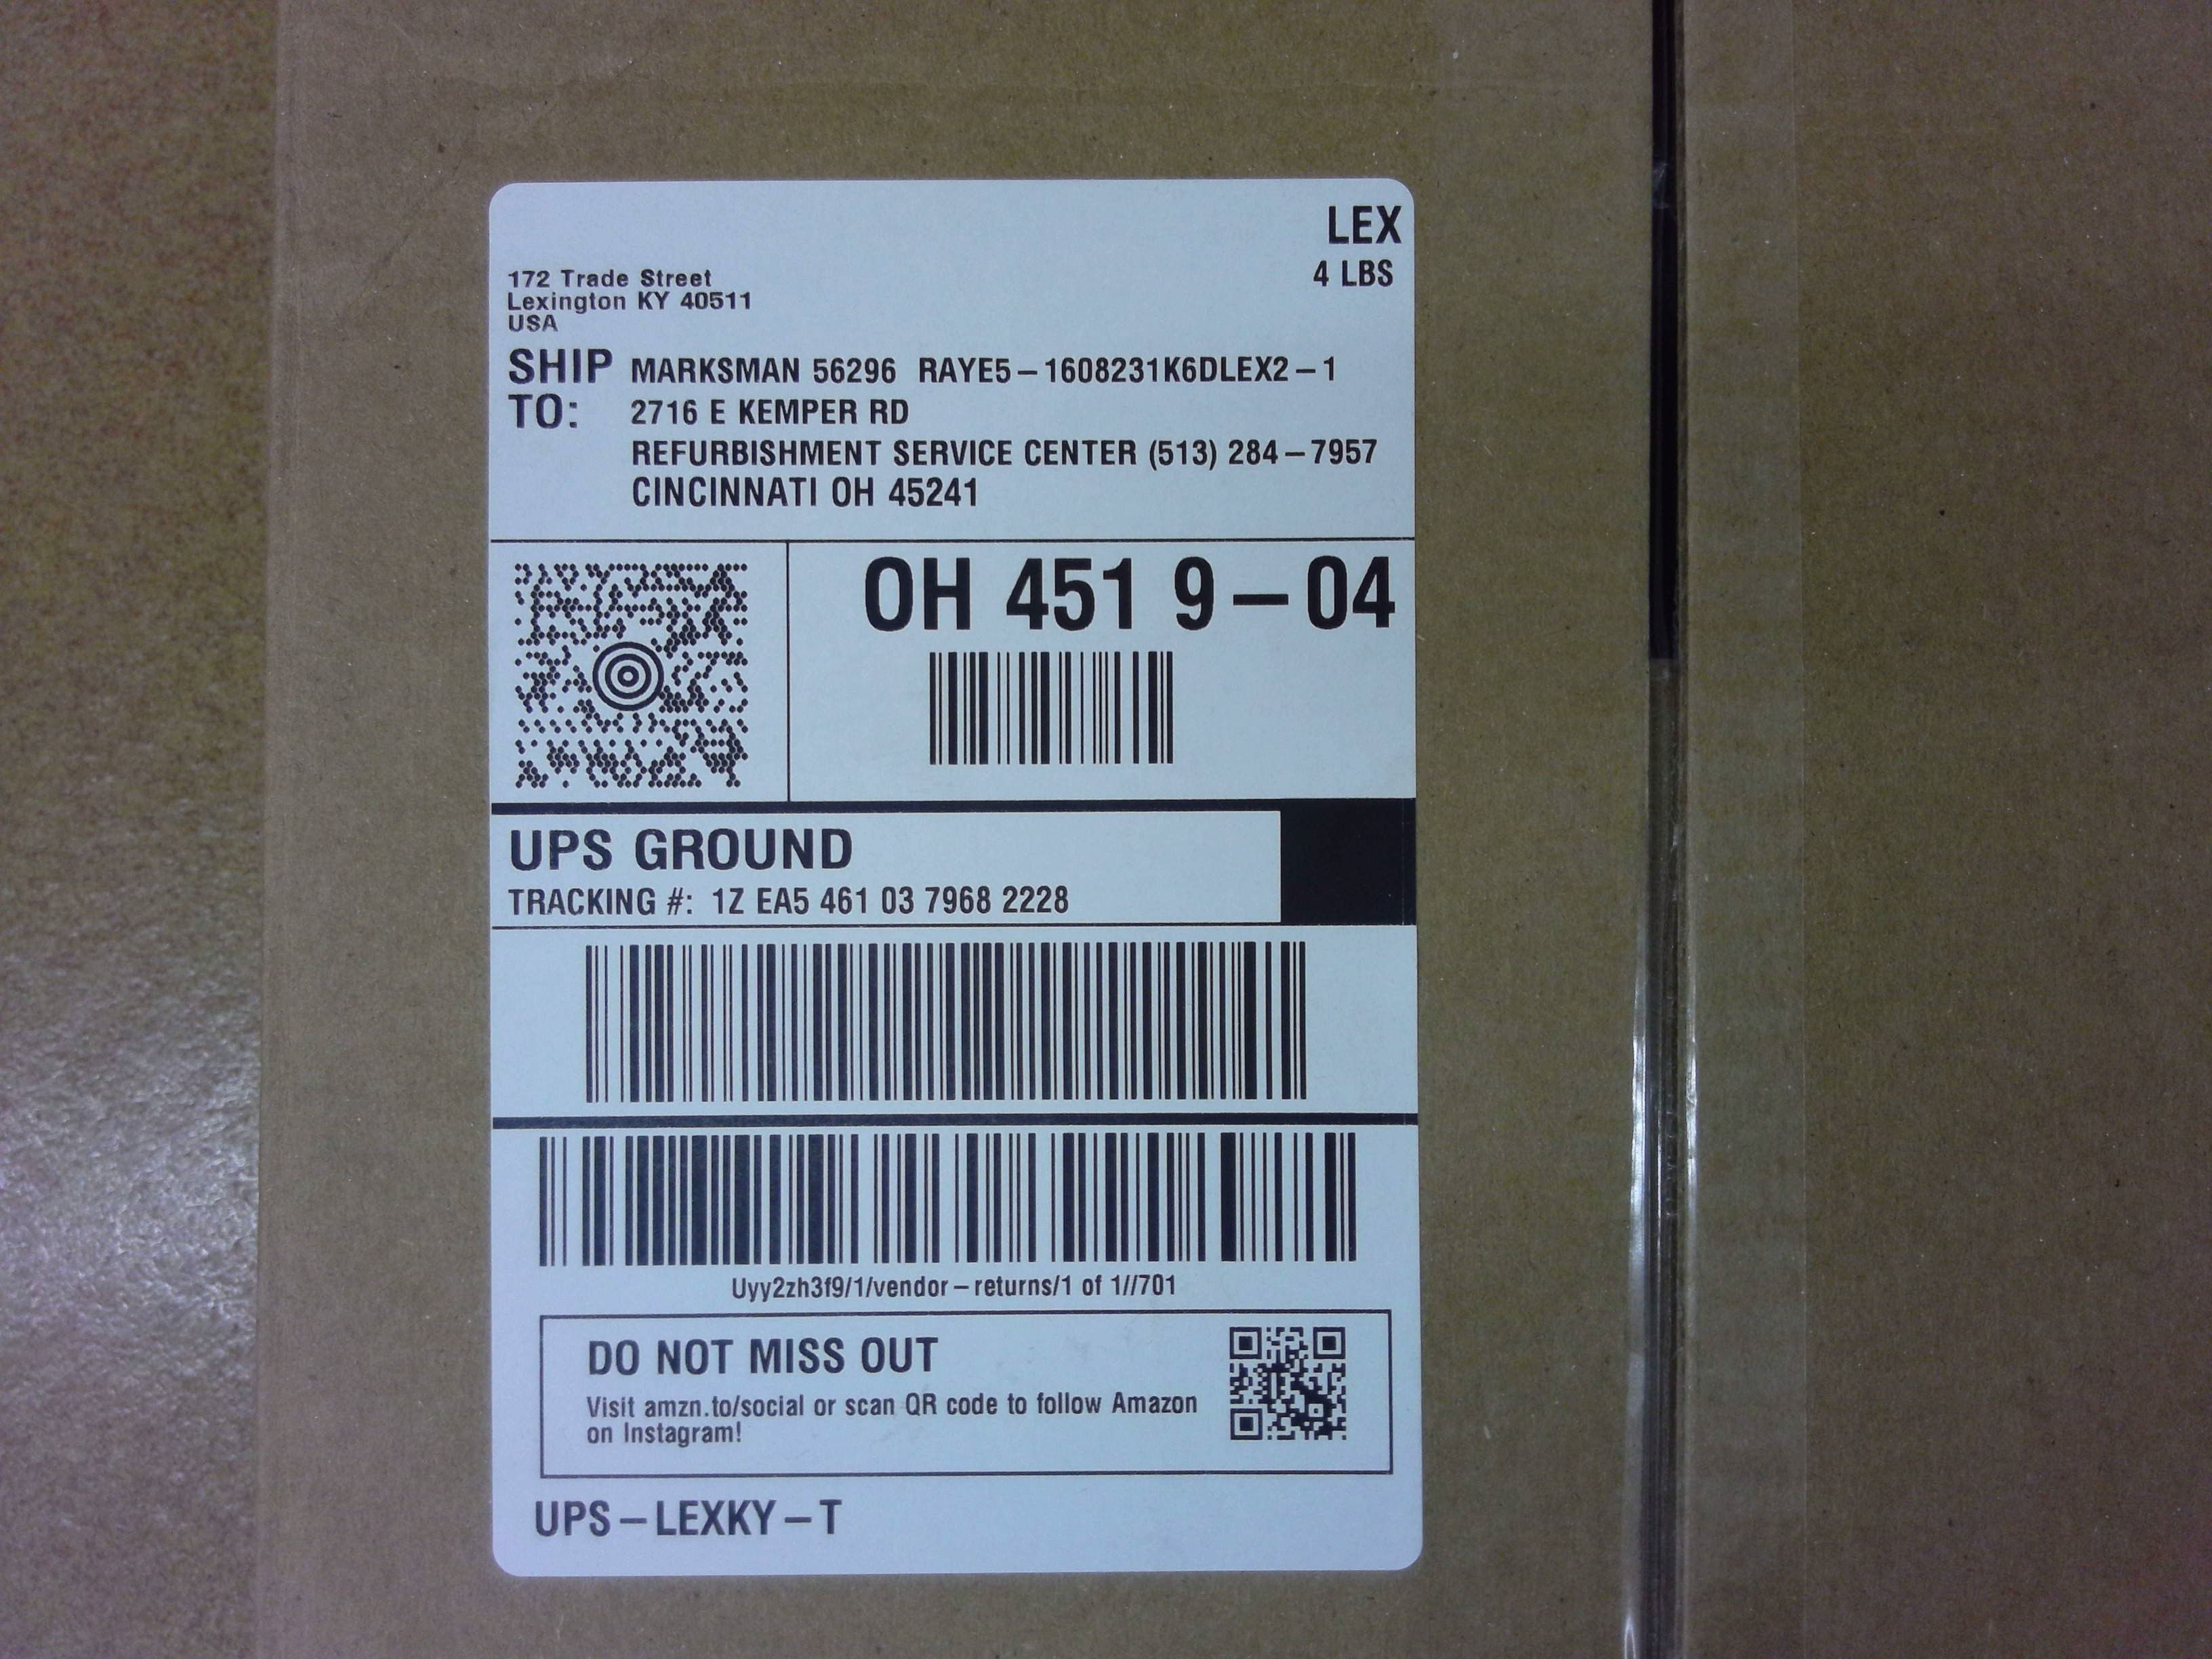 LEX
4 LBS
172 Trade Street
Lexington KY 40511
USA
SHIP TO: MARKSMAN 56296 RAYE5-1608231K6DLEX2-1
2716 E KEMPER RD
REFURBISHMENT SERVICE CENTER (513) 284-7957
CINCINNATI OH 45241
OH 451 9-04
UPS GROUND
TRACKING #: 1Z EA5 461 03 7968 2228
Uyy2zh3f9/1/vendor-returns/1 of 1//701
DO NOT MISS OUT
Visit amzn.to/social or scan QR code to follow Amazon
on Instagram!
UPS-LEXKY-T